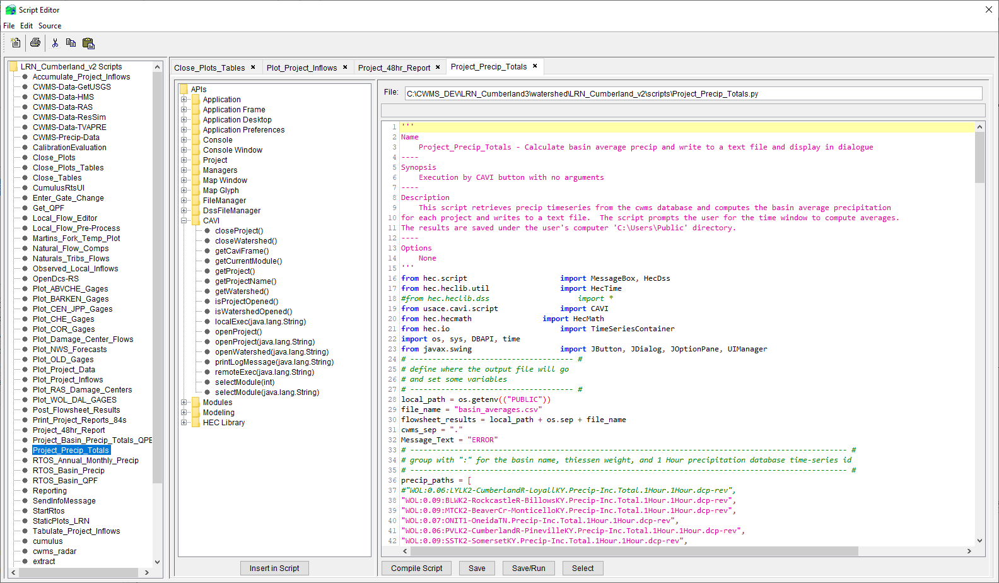 Script Editor
File Edit Source
LRN_Cumberland_v2 Scripts
Accumulate_Project_Inflows
CWMS-Data-GetUSGS
CWMS-Data-HMS
CWMS-Data-RAS
CWMS-Data-ResSim
CWMS-Data-TVAPRE
CWMS-Precip-Data
CalibrationEvaluation
Close_Plots
Close_Plots_Tables
Close_Tables
CumulusRtsUI
Enter_Gate_Change
Get_QPF
Local_Flow_Editor
Local_Flow_Pre-Process
Martins_Fork_Temp_Plot
Natural_Flow_Comps
Naturals_Tribs_Flows
Observed_Local_Inflows
OpenDcs-RS
Plot_ABVCHE_Gages
Plot_BARKEN_Gages
Plot_CEN_JPP_Gages
Plot_CHE_Gages
Plot_COR_Gages
Plot_Damage_Center_Flows
Plot_NWS_Forecasts
Plot_OLD_Gages
Plot_Project_Data
Plot_Project_Inflows
Plot_RAS_Damage_Centers
Plot_WOL_DAL_GAGES
Post_Flowsheet_Results
Print_Project_Reports_84s
Project_48hr_Report
Project_Basin_Precip_Totals_QPE
Project_Precip_Totals
RTOS_Annual_Monthly_Precip
RTOS_Basin_Precip
RTOS_Basin_QPF
Reporting
SendInfoMessage
StartRtos
StaticPlots_LRN
Tabulate_Project_Inflows
cumulus
cwms_radar
extract
Close_Plots_Tables Plot_Project_Inflows Project_48hr_Report Project_Precip_Totals
APIs
Application
Application Frame
Application Desktop
Application Preferences
Console
Console Window
Project
Managers
Map Window
Map Glyph
FileManager
DssFileManager
CAVI
closeProject()
closeWatershed()
getCaviFrame()
getCurrentModule()
getProject()
getProjectName()
getWatershed()
isProjectOpened()
isWatershedOpened()
localExec(java.lang.String)
openProject()
openProject(java.lang.String)
openWatershed(java.lang.String)
printLogMessage(java.lang.String)
remoteExec(java.lang.String)
selectModule(int)
selectModule(java.lang.String)
Modules
Modeling
HEC Library
Insert in Script
File: C:\CWMS_DEV\LRN_Cumberland3\watershed\LRN_Cumberland_v2\scripts\Project_Precip_Totals.py
1 '''
2 Name
3 Project_Precip_Totals - Calculate basin average precip and write to a text file and display in dialogue
4 ----
5 Synopsis
6 Execution by CAVI button with no arguments
7 ----
8 Description
9 This script retrieves precip timeseries from the cwms database and computes the basin average precipitation
10 for each project and writes to a text file.  The script prompts the user for the time window to compute averages.
11 The results are saved under the user's computer 'C:\Users\Public' directory.
12 ----
13 Options
14 None
15 '''
16 from hec.script import MessageBox, HecDss
17 from hec.heclib.util import HecTime
18 #from hec.heclib.dss import *
19 from usace.cavi.script import CAVI
20 from hec.hecmath import HecMath
21 from hec.io import TimeSeriesContainer
22 import os, sys, DBAPI, time
23 from javax.swing import JButton, JDialog, JOptionPane, UIManager
24 # ------------------------------------- #
25 # define where the output file will go
26 # and set some variables
27 # ------------------------------------- #
28 local_path = os.getenv(("PUBLIC"))
29 file_name = "basin_averages.csv"
30 flowsheet_results = local_path + os.sep + file_name
31 cwms_sep = "."
32 Message_Text = "ERROR"
33 # --------------------------------------------------------------------------------------------------- #
34 # group with ":" for the basin name, thiessen weight, and 1 Hour precipitation database time-series id
35 # --------------------------------------------------------------------------------------------------- #
36 precip_paths = [
37 #"WOL:0.06:LYLK2-CumberlandR-LoyallKY.Precip-Inc.Total.1Hour.1Hour.dcp-rev",
38 "WOL:0.09:BLWK2-RockcastleR-BillowsKY.Precip-Inc.Total.1Hour.1Hour.dcp-rev",
39 "WOL:0.09:MTCK2-BeaverCr-MonticelloKY.Precip-Inc.Total.1Hour.1Hour.dcp-rev",
40 "WOL:0.07:ONIT1-OneidaTN.Precip-Inc.Total.1Hour.1Hour.dcp-rev",
41 "WOL:0.06:PVLK2-CumberlandR-PinevilleKY.Precip-Inc.Total.1Hour.1Hour.dcp-rev",
42 "WOL:0.09:SSTK2-SomersetKY.Precip-Inc.Total.1Hour.1Hour.dcp-rev",
Compile Script Save Save/Run Select